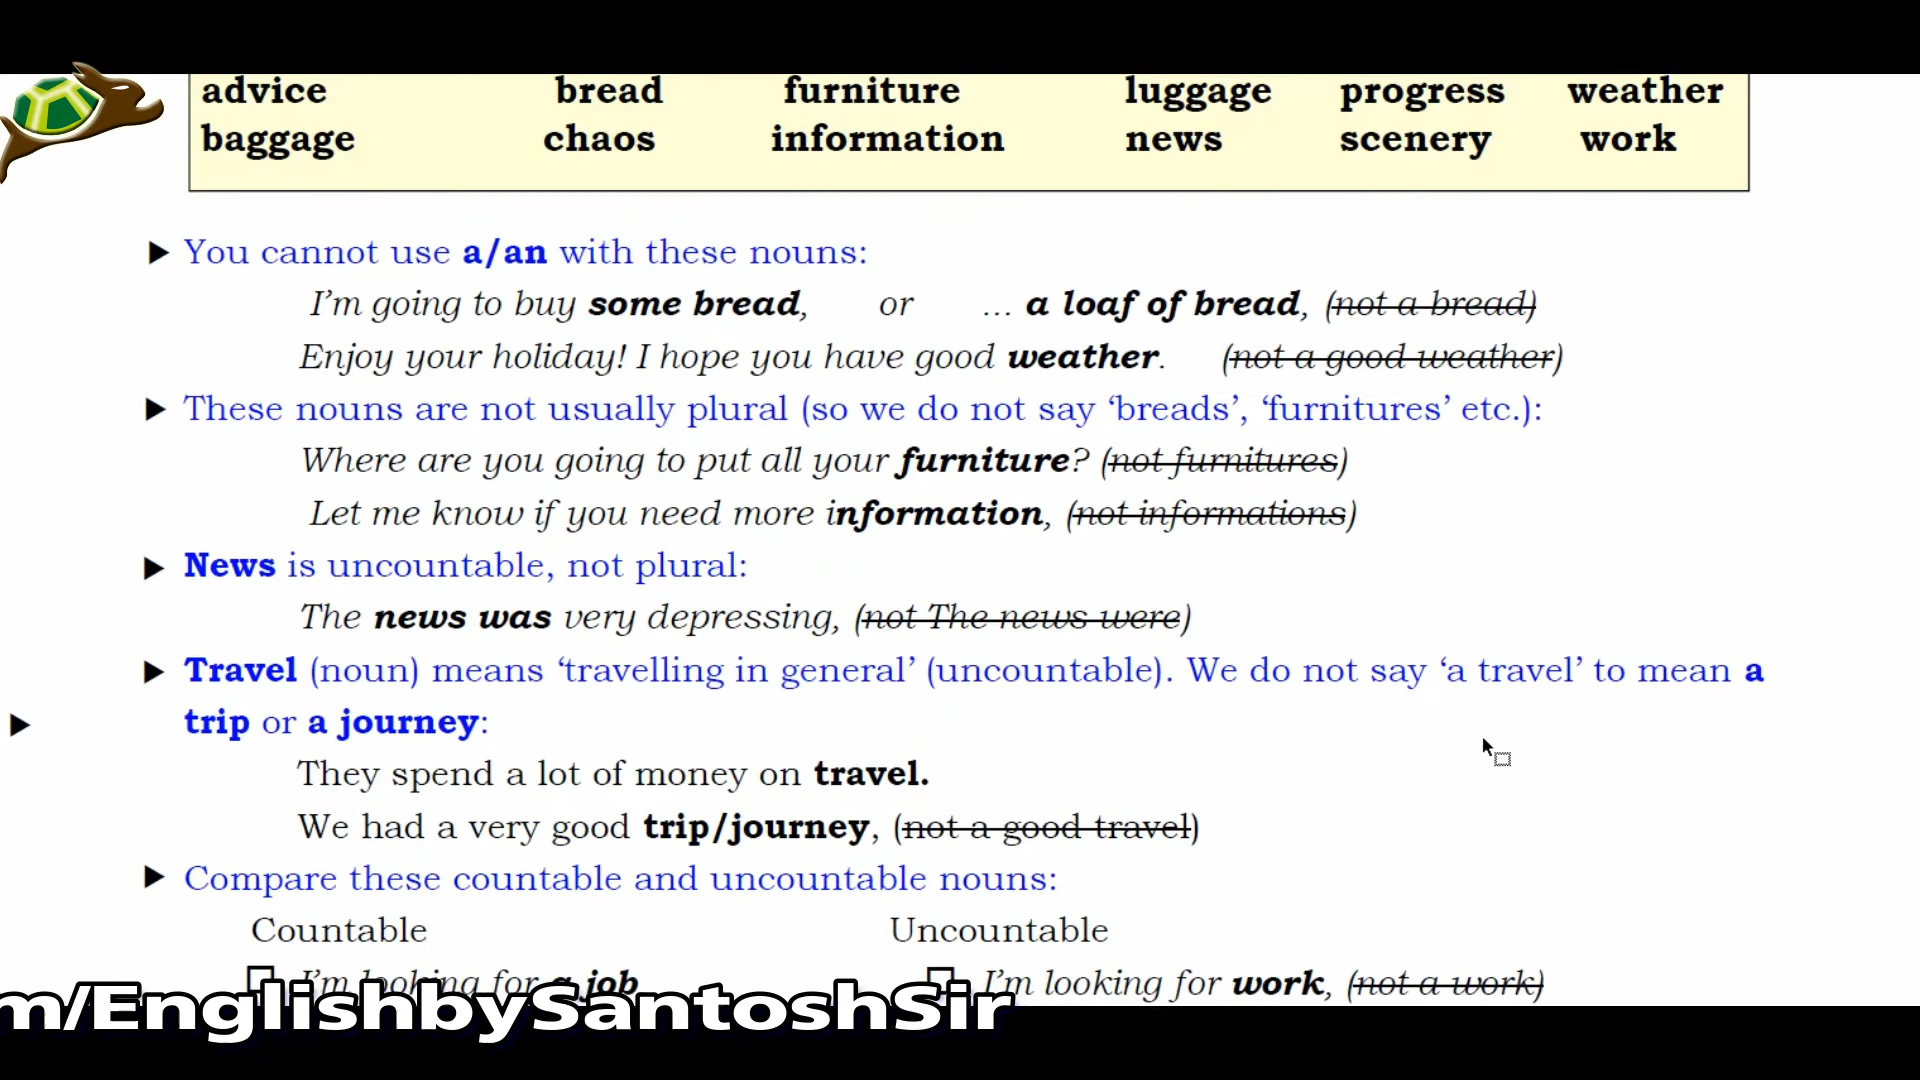 advice bread furniture luggage progress weather
baggage chaos information news scenery work
► You cannot use a/an with these nouns:
I’m going to buy some bread, or ... a loaf of bread, (not a bread)
Enjoy your holiday! I hope you have good weather. (not a good weather)
► These nouns are not usually plural (so we do not say ‘breads’, ‘furnitures’ etc.):
Where are you going to put all your furniture? (not furnitures)
Let me know if you need more information, (not informations)
► News is uncountable, not plural:
The news was very depressing, (not The news were)
► Travel (noun) means ‘travelling in general’ (uncountable). We do not say ‘a travel’ to mean a
► trip or a journey:
They spend a lot of money on travel.
We had a very good trip/journey, (not a good travel)
► Compare these countable and uncountable nouns:
Countable Uncountable
I’m looking for a job I’m looking for work, (not a work)
m/EnglishbySantoshSir